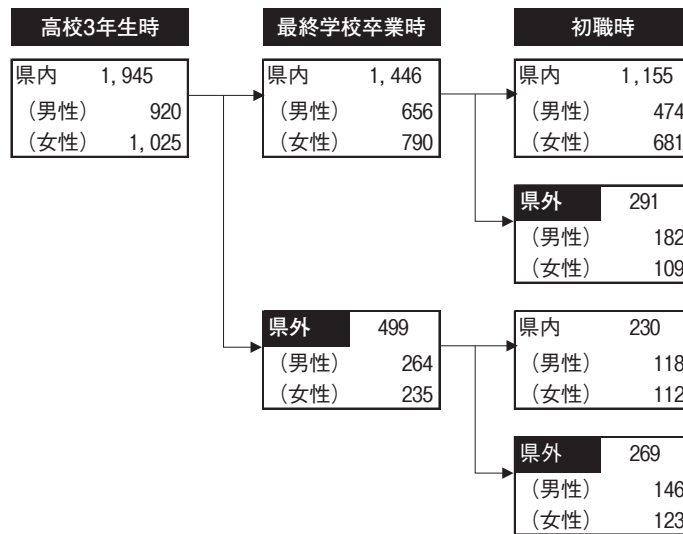 高校3年生時
最終学校卒業時
初職時
県内 1,945
（男性） 920
（女性） 1,025
県内 1,446
（男性） 656
（女性） 790
県内 1,155
（男性） 474
（女性） 681
県外 291
（男性） 182
（女性） 109
県外 499
（男性） 264
（女性） 235
県内 230
（男性） 118
（女性） 112
県外 269
（男性） 146
（女性） 123